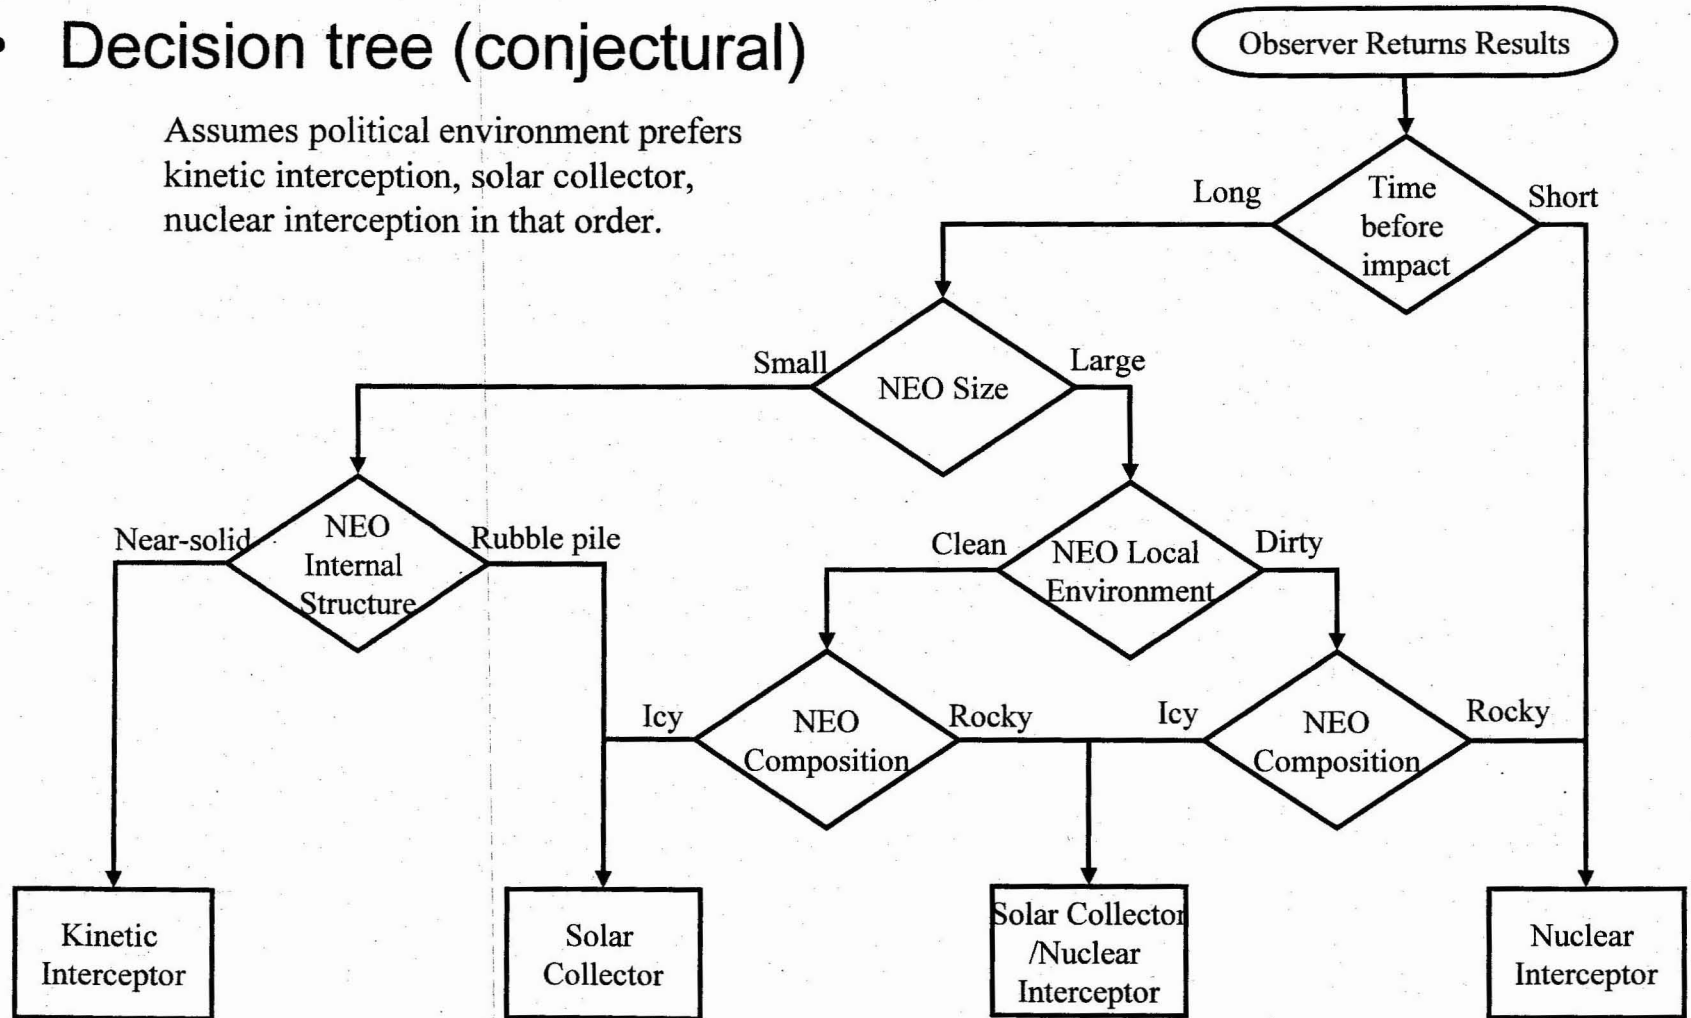 • Decision tree (conjectural)
Assumes political environment prefers
kinetic interception, solar collector,
nuclear interception in that order.
Observer Returns Results
Time
before
impact
Long
Short
NEO Size
Small
Large
NEO
Internal
Structure
Near-solid
Rubble pile
NEO Local
Environment
Clean
Dirty
NEO
Composition
Icy
Rocky
NEO
Composition
Icy
Rocky
Kinetic
Interceptor
Solar
Collector
Solar Collector
/Nuclear
Interceptor
Nuclear
Interceptor